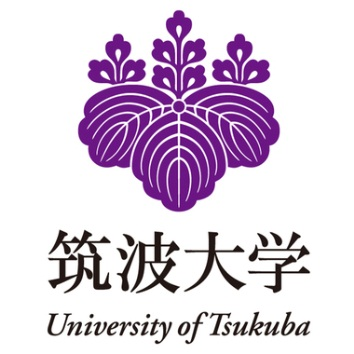 筑波大学
University of Tsukuba